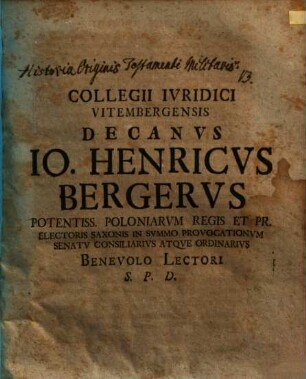 Historia Originis Testamenti Militaris.
13.
COLLEGII IVRIDICI
VITEMBERGENSIS
DECANVS
IO. HENRICVS
BERGERVS
POTENTISS. POLONIARVM REGIS ET PR.
ELECTORIS SAXONIS IN SVMMO PROVOCATIONVM
SENATV CONSILIARIVS ATQVE ORDINARIVS
BENEVOLO LECTORI
S. P. D.